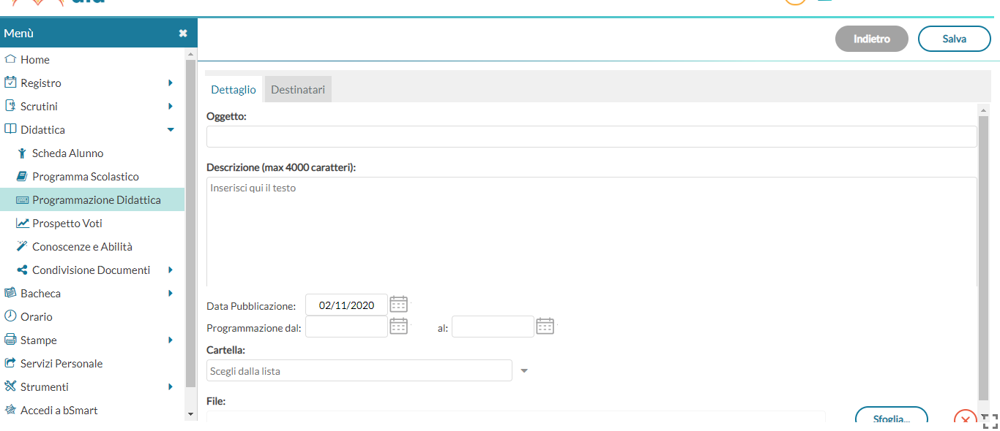 Menù
Indietro
Salva
Home
Registro
Scrutini
Didattica
Scheda Alunno
Programma Scolastico
Programmazione Didattica
Prospetto Voti
Conoscenze e Abilità
Condivisione Documenti
Bacheca
Orario
Stampe
Servizi Personale
Strumenti
Accedi a bSmart
Dettaglio
Destinatari
Oggetto:
Descrizione (max 4000 caratteri):
Inserisci qui il testo
Data Pubblicazione: 02/11/2020
Programmazione dal: al:
Cartella:
Scegli dalla lista
File:
Sfoglia...